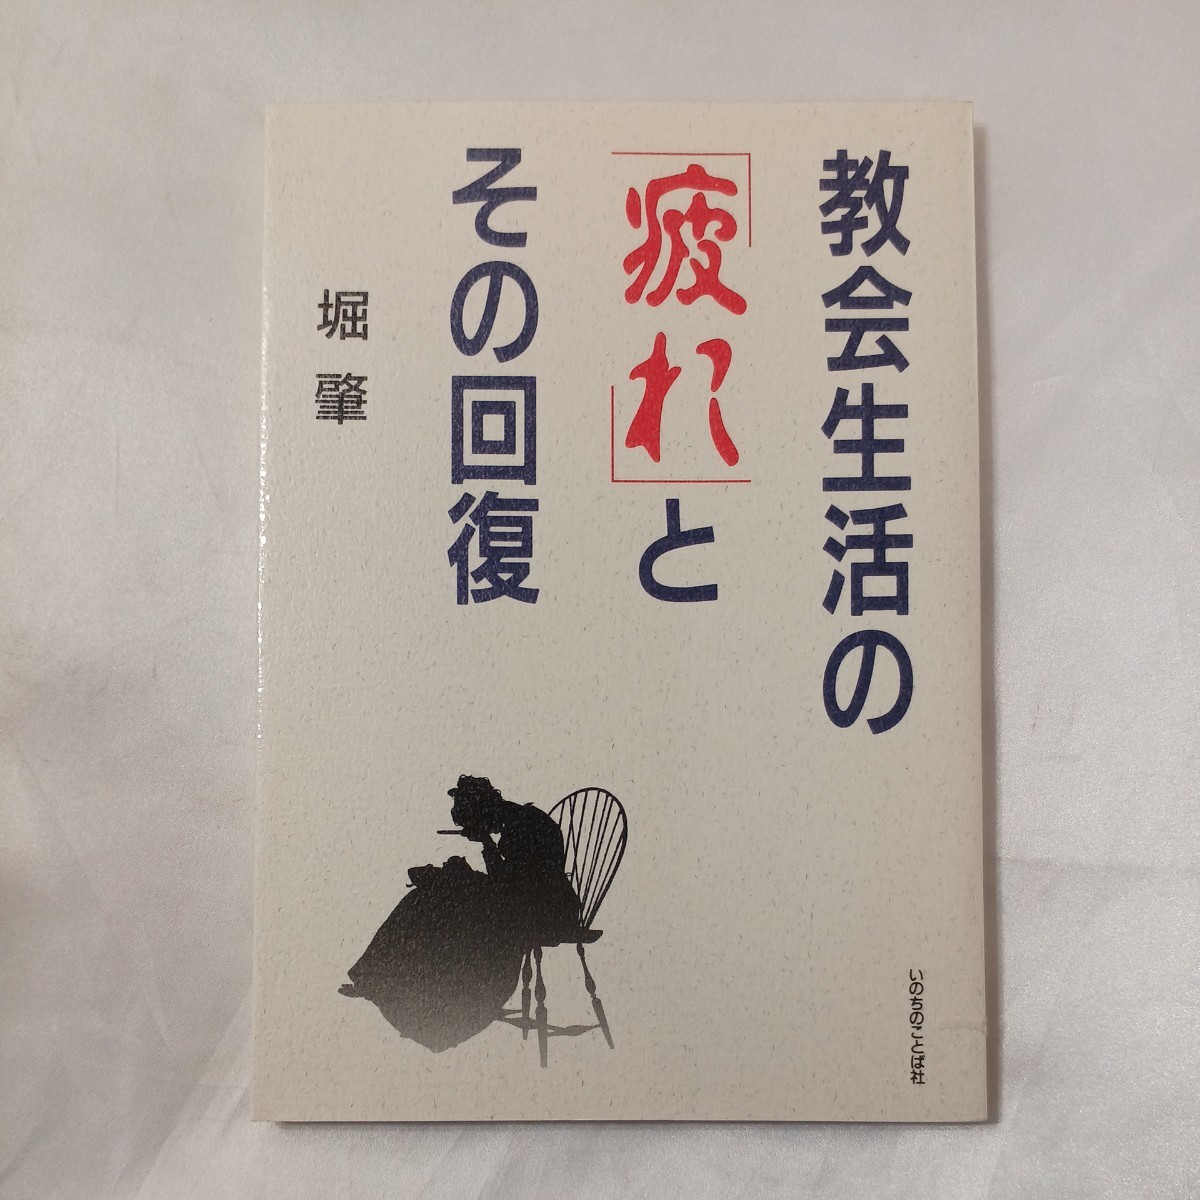 教会生活の
「疲れ」と
その回復
堀 肇
いのちのことば社